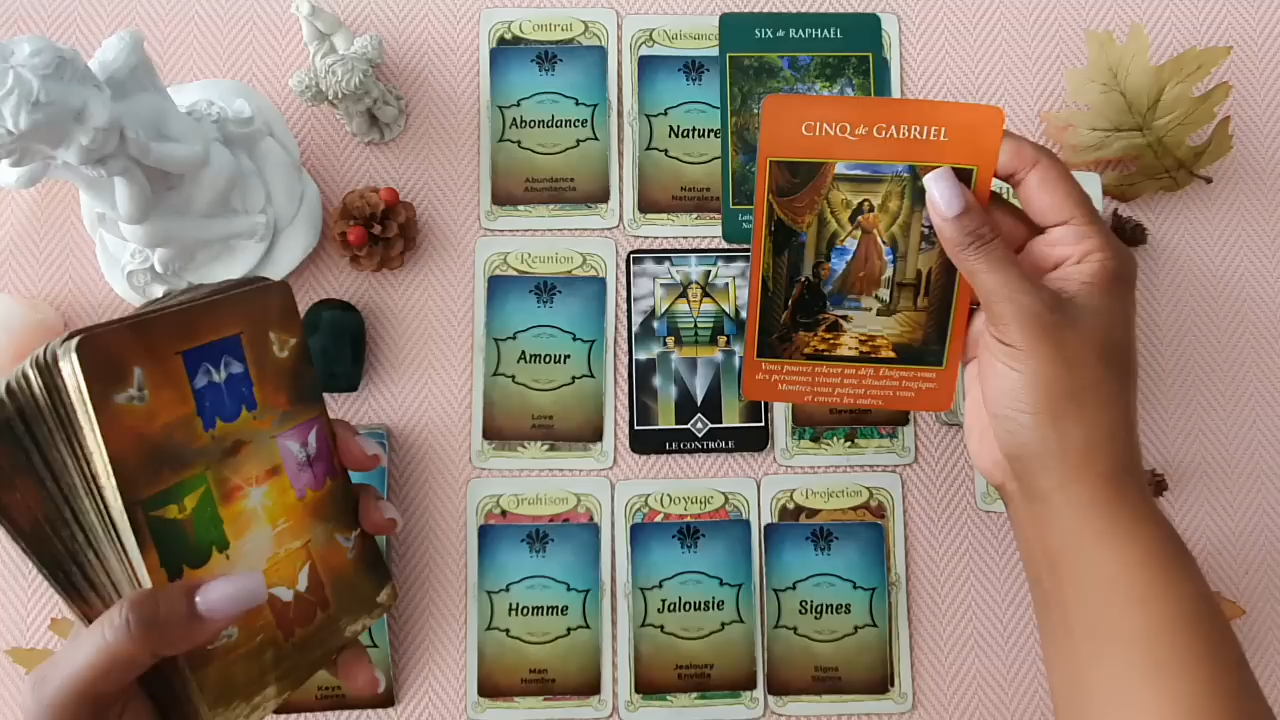 Contrat
Abondance
Abundance
Abundancia
Naissance
Nature
Nature
Naturaleza
SIX de RAPHAËL
CINQ de GABRIEL
Vous pouvez relever un défi. Éloignez-vous
des personnes vivant une situation tragique.
Montrez-vous patient envers vous
et envers les autres.
Reunion
Amour
Love
Amor
LE CONTRÔLE
Elevacion
Trahison
Homme
Man
Hombre
Voyage
Jalousie
Jealousy
Envidia
Projection
Signes
Signs
Keys
Llaves